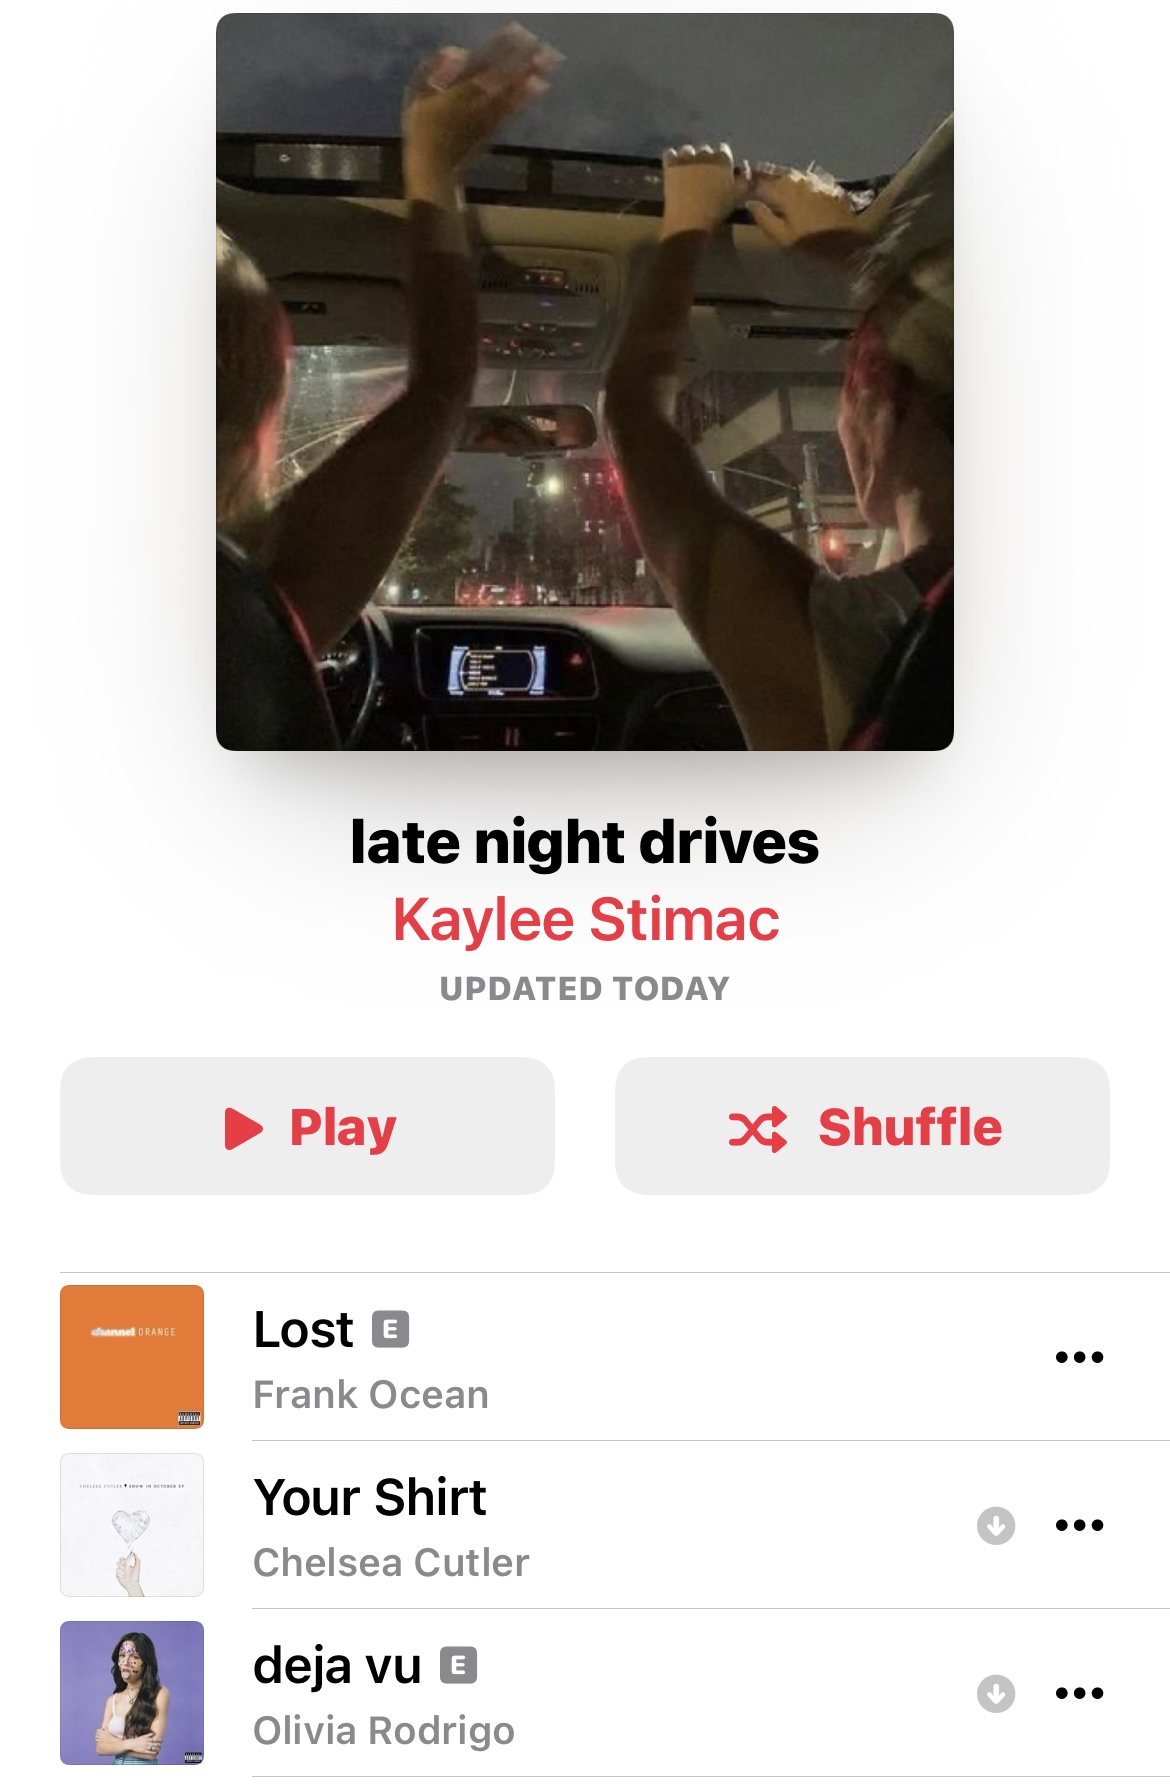 late night drives
Kaylee Stimac
UPDATED TODAY
Play
Shuffle
channel ORANGE
Lost E
Frank Ocean
CHELSEA CUTLER SNOW IN OCTOBER EP
Your Shirt
Chelsea Cutler
deja vu E
Olivia Rodrigo